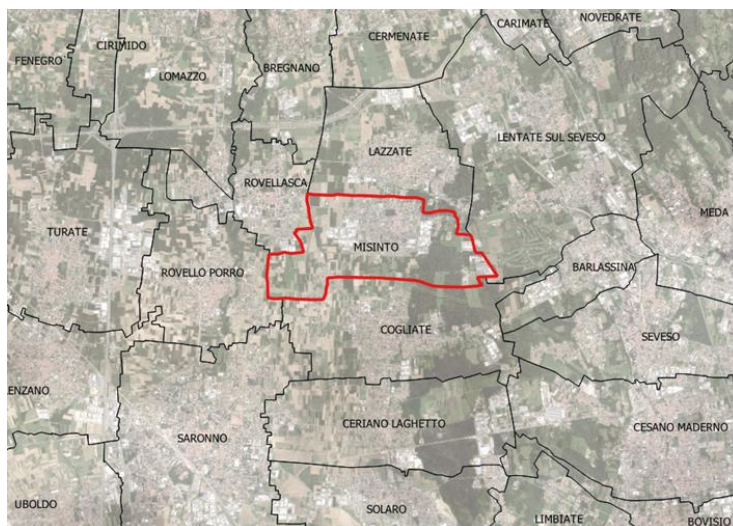 CARIMATE
NOVEDRATE
CERMENATE
CIRIMIDO
FENEGRO
LOMAZZO
BREGNANO
LENTATE SUL SEVESO
LAZZATE
ROVELLASCA
MEDA
TURATE
MISINTO
ROVELLO PORRO
BARLASSINA
COGLIATE
SEVESO
ENZANO
CERIANO LAGHETTO
CESANO MADERNO
SARONNO
UBOLDO
SOLARO
LIMBIATE
BOVISIO